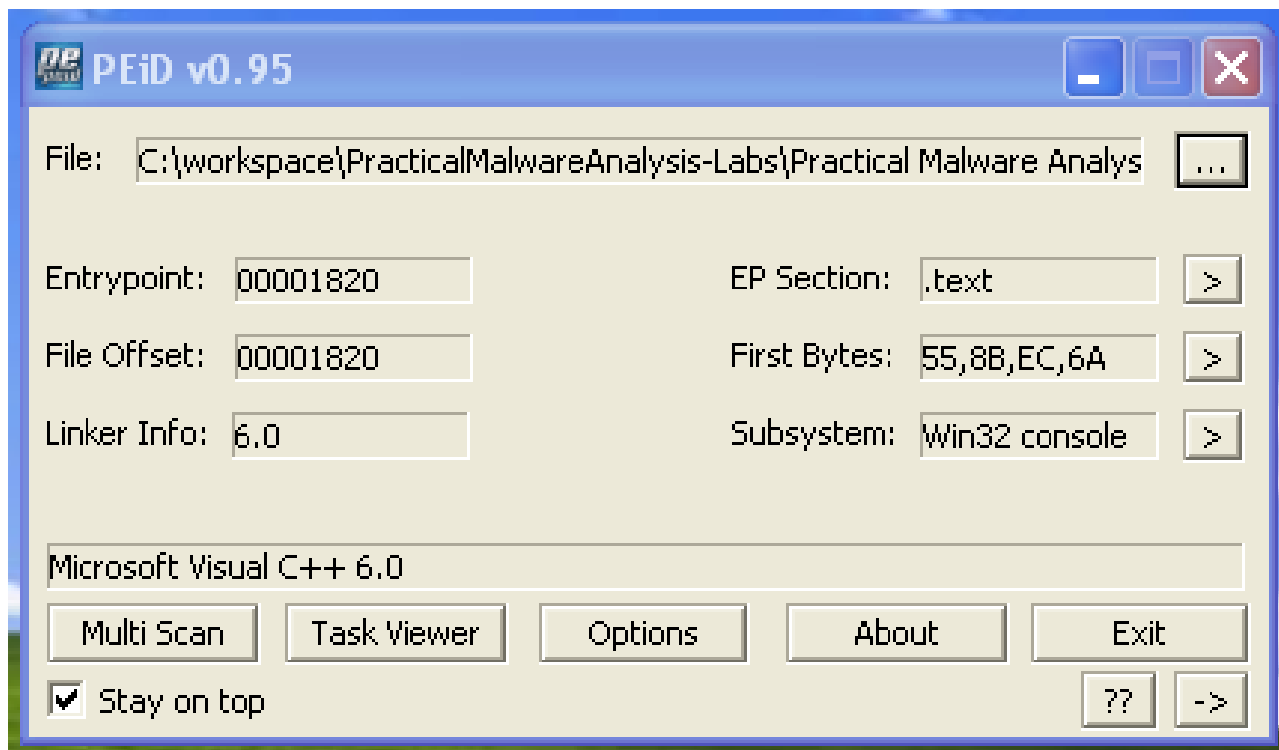 PEiD v0.95
File: C:\workspace\PracticalMalwareAnalysis-Labs\Practical Malware Analys ...
Entrypoint: 00001820 EP Section: .text >
File Offset: 00001820 First Bytes: 55,8B,EC,6A >
Linker Info: 6.0 Subsystem: Win32 console >
Microsoft Visual C++ 6.0
Multi Scan Task Viewer Options About Exit
Stay on top ?? ->